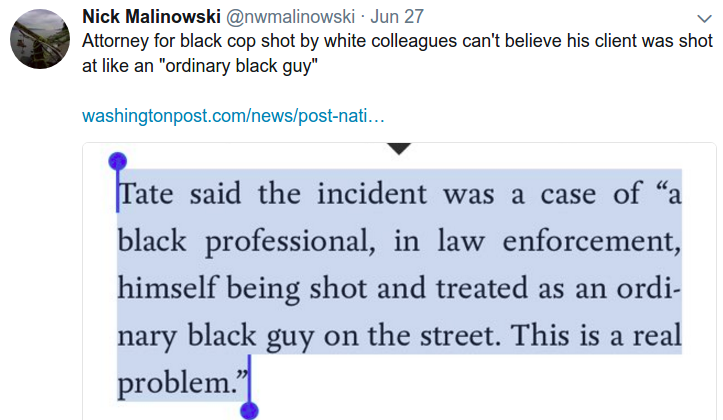 Nick Malinowski @nwmalinowski · Jun 27
Attorney for black cop shot by white colleagues can't believe his client was shot
at like an "ordinary black guy"
washingtonpost.com/news/post-nati…
Tate said the incident was a case of “a
black professional, in law enforcement,
himself being shot and treated as an ordi-
nary black guy on the street. This is a real
problem.”